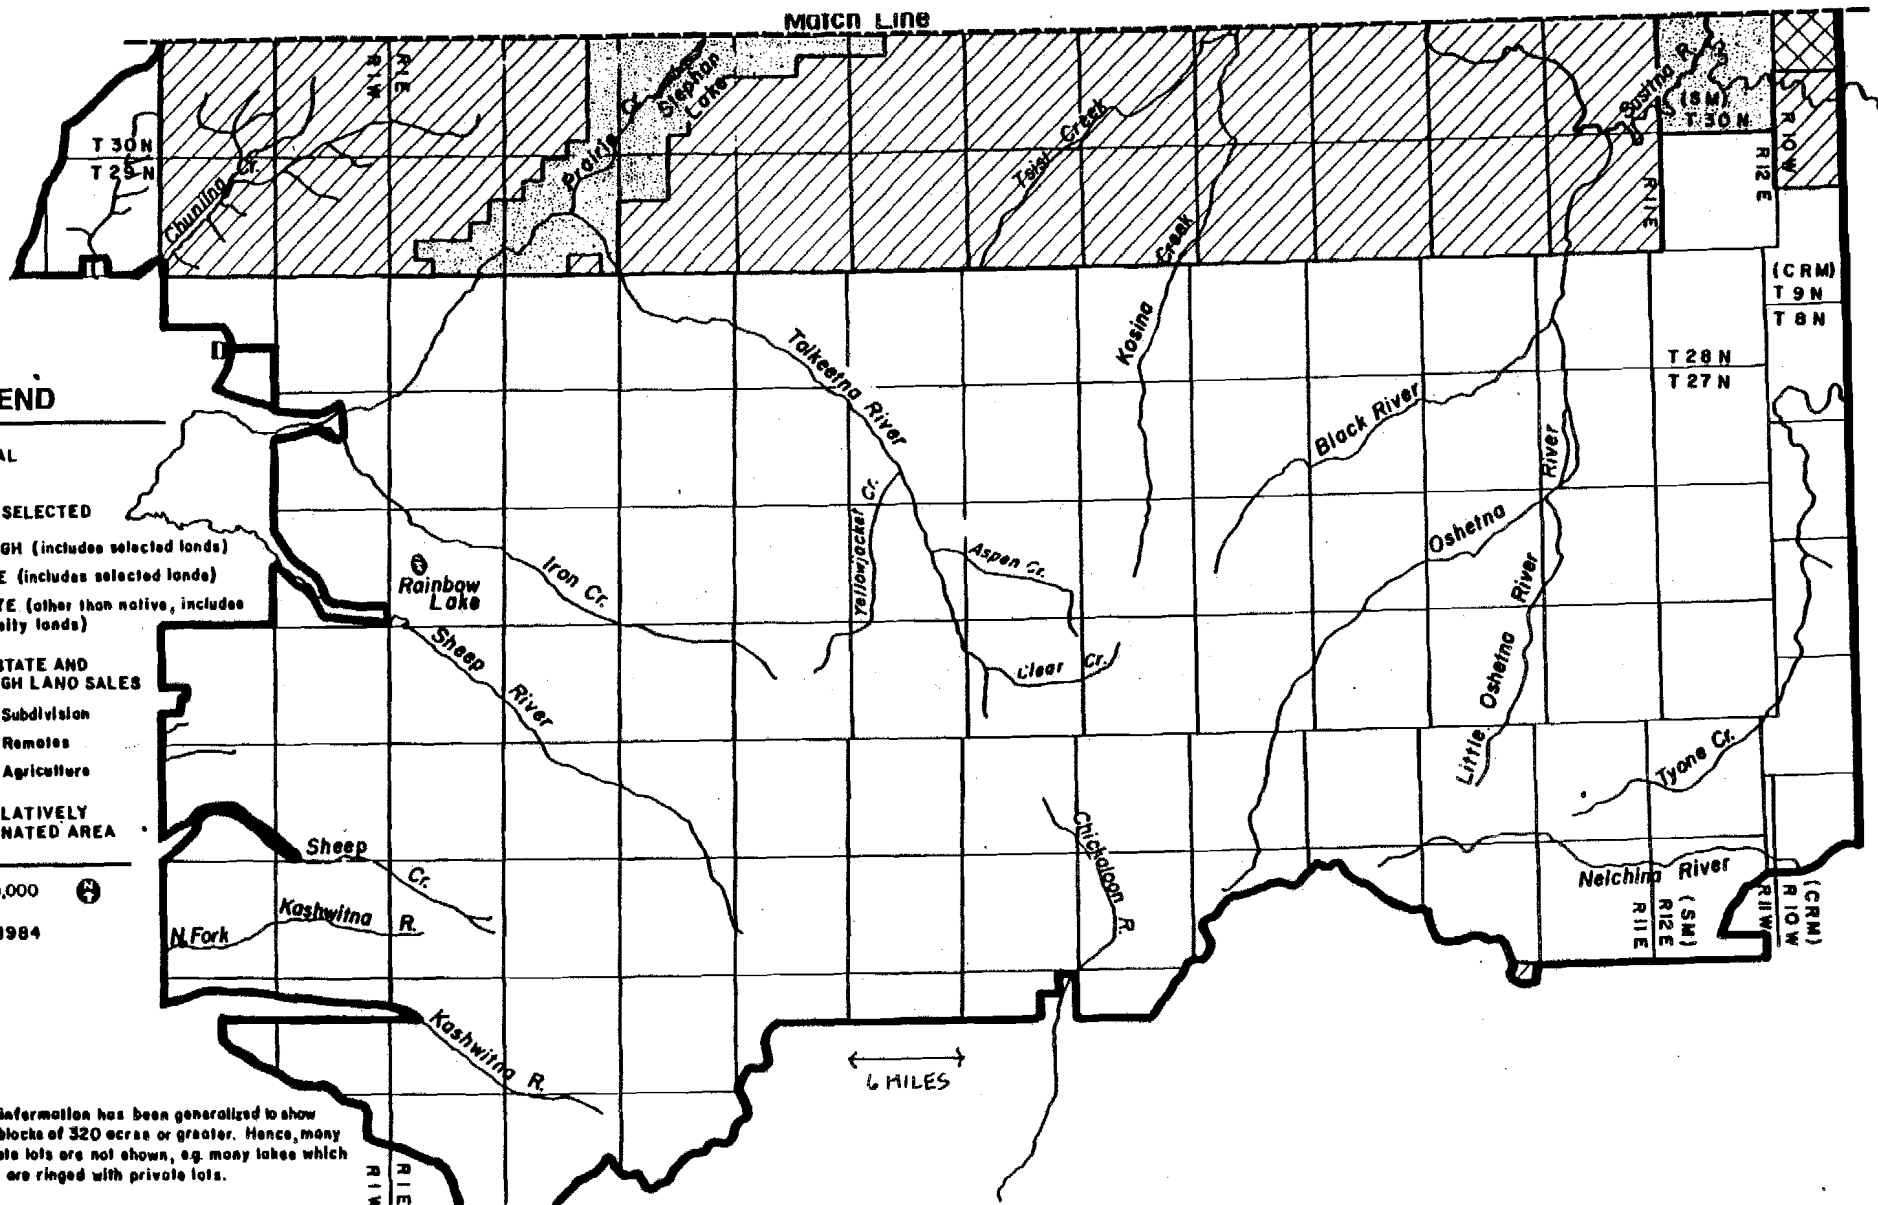 Match Line
R I W
R I E
Stephan
Lake
Prairie Cr.
Tsisi Creek
Susitna R.
(SM)
T 30 N
R 10 W
R 12 E
R 11 E
T 30 N
T 29 N
Chunilna Cr.
Kosina Creek
(CRM)
T 9 N
T 8 N
T 28 N
T 27 N
Talkeetna River
Black River
END
AL
SELECTED
GH (includes selected lands)
E (includes selected lands)
TE (other than native, includes
sity lands)
STATE AND
GH LAND SALES
Subdivision
Remotes
Agriculture
LATIVELY
NATED AREA
,000
1984
Rainbow
Lake
Iron Cr.
Yellowjacket Cr.
Aspen Cr.
Oshetna River
Little Oshetna River
Sheep River
Clear Cr.
Tyone Cr.
Chickaloon R.
Sheep Cr.
Kashwitna R.
N. Fork
Nelchina River
R 11 E
R 12 E
(SM)
R 11 W
R 10 W
(CRM)
Kashwitna R.
6 MILES
information has been generalized to show
blocks of 320 acres or greater. Hence, many
ate lots are not shown, e.g. many lakes which
are ringed with private lots.
R I W
R I E